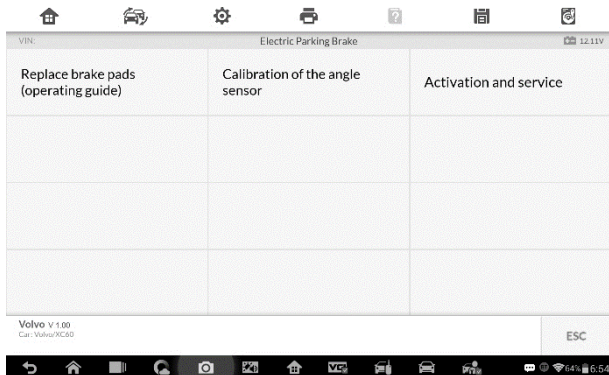 VIN:
Electric Parking Brake
12.11V
Replace brake pads
(operating guide)
Calibration of the angle
sensor
Activation and service
Volvo V 1.00
Car: Volvo/XC60
ESC
64%
6:54